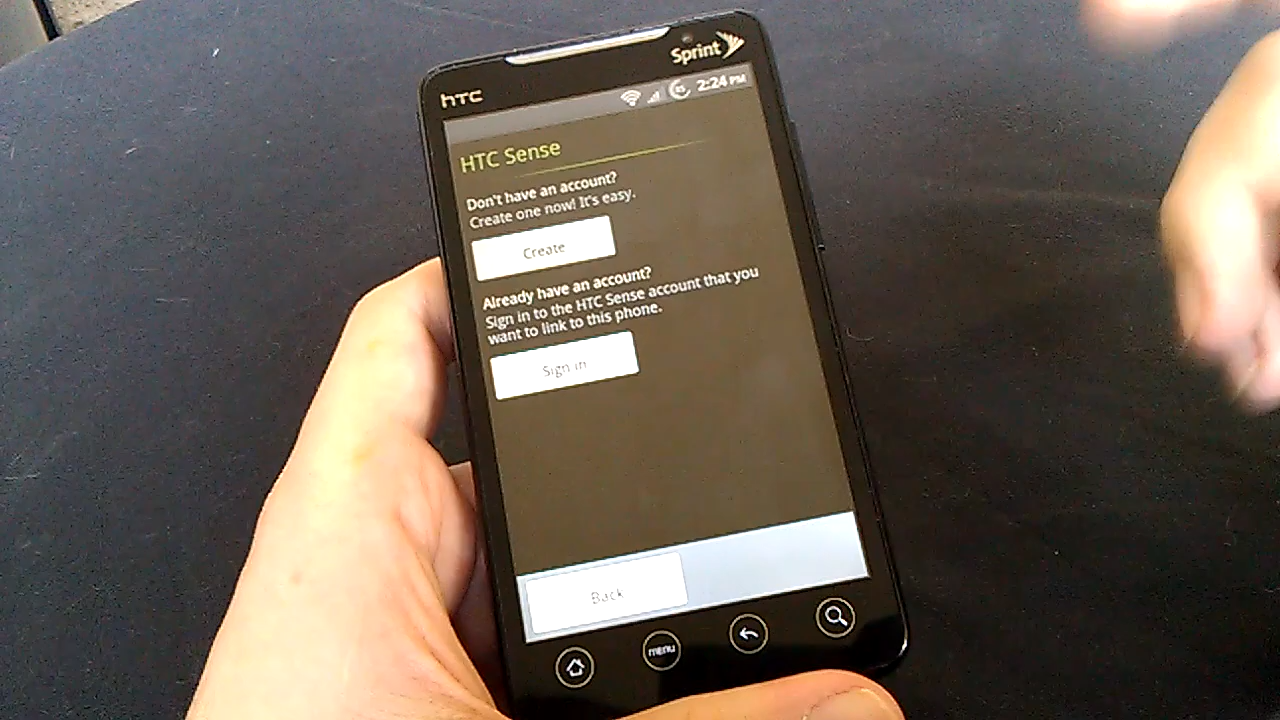 Sprint
hTC
2:24 PM
HTC Sense
Don't have an account?
Create one now! It's easy.
Create
Already have an account?
Sign in to the HTC Sense account that you
want to link to this phone.
Sign in
Back
menu